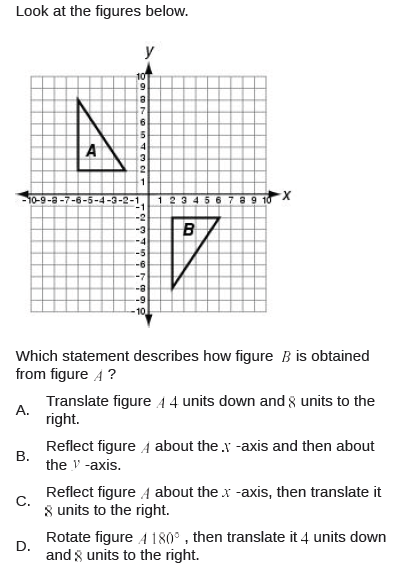 Look at the figures below.
y
10
9
8
7
6
5
4
3
2
1
A
-10-9-8-7-6-5-4-3-2-1 1 2 3 4 5 6 7 8 9 10 x
-1
-2
-3
-4
-5
-6
-7
-8
-9
-10
B
Which statement describes how figure B is obtained
from figure A ?
A. Translate figure A 4 units down and 8 units to the
right.
B. Reflect figure A about the x -axis and then about
the y -axis.
C. Reflect figure A about the x -axis, then translate it
8 units to the right.
D. Rotate figure A 180° , then translate it 4 units down
and 8 units to the right.